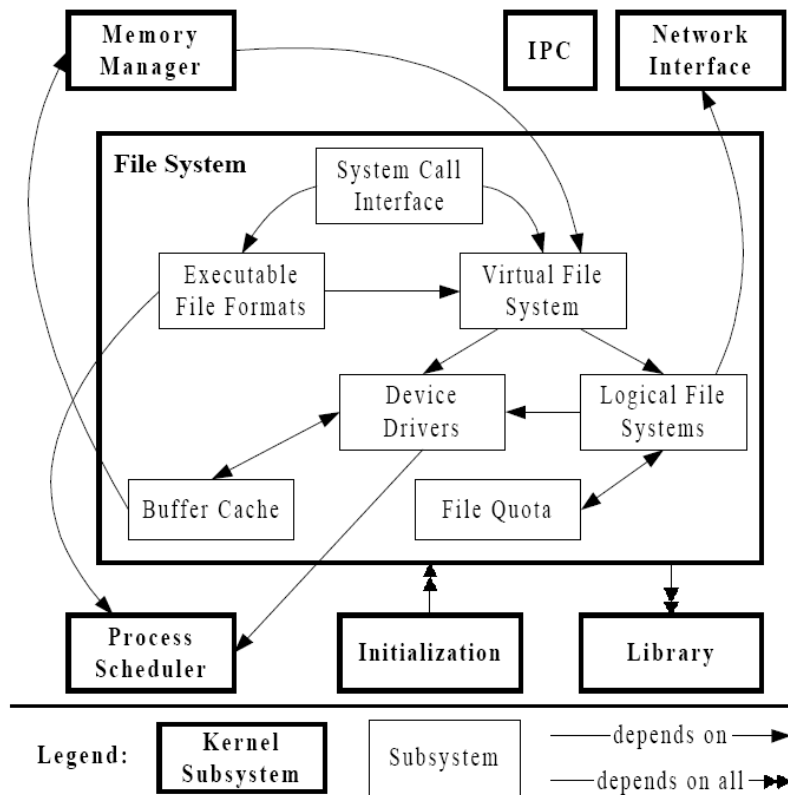 Memory
Manager
IPC
Network
Interface
File System
System Call
Interface
Executable
File Formats
Virtual File
System
Device
Drivers
Logical File
Systems
Buffer Cache
File Quota
Process
Scheduler
Initialization
Library
Legend:
Kernel
Subsystem
Subsystem
depends on
depends on all